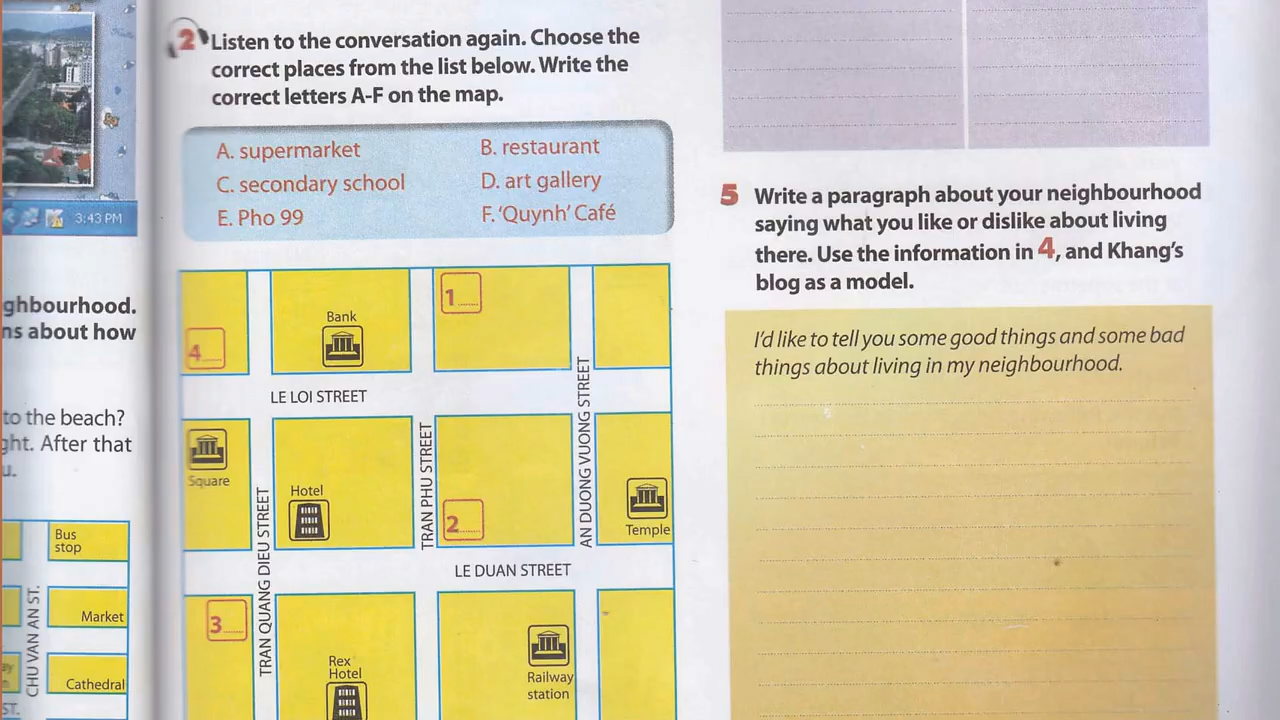 3:43 PM
ghbourhood.
ns about how
to the beach?
ght. After that
u.
Bus
stop
Market
Cathedral
CHU VAN AN ST.
ST.
2 Listen to the conversation again. Choose the
correct places from the list below. Write the
correct letters A-F on the map.
A. supermarket
B. restaurant
C. secondary school
D. art gallery
E. Pho 99
F. 'Quynh' Café
1
Bank
4
LE LOI STREET
Square
Hotel
2
Temple
TRAN QUANG DIEU STREET
TRAN PHU STREET
AN DUONG VUONG STREET
LE DUAN STREET
3
Rex
Hotel
Railway
station
5 Write a paragraph about your neighbourhood
saying what you like or dislike about living
there. Use the information in 4, and Khang's
blog as a model.
I'd like to tell you some good things and some bad
things about living in my neighbourhood.